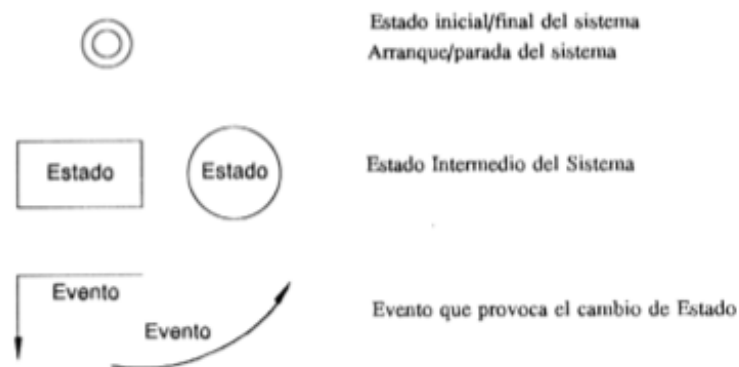 Estado inicial/final del sistema
Arranque/parada del sistema
Estado
Estado
Estado Intermedio del Sistema
Evento
Evento
Evento que provoca el cambio de Estado